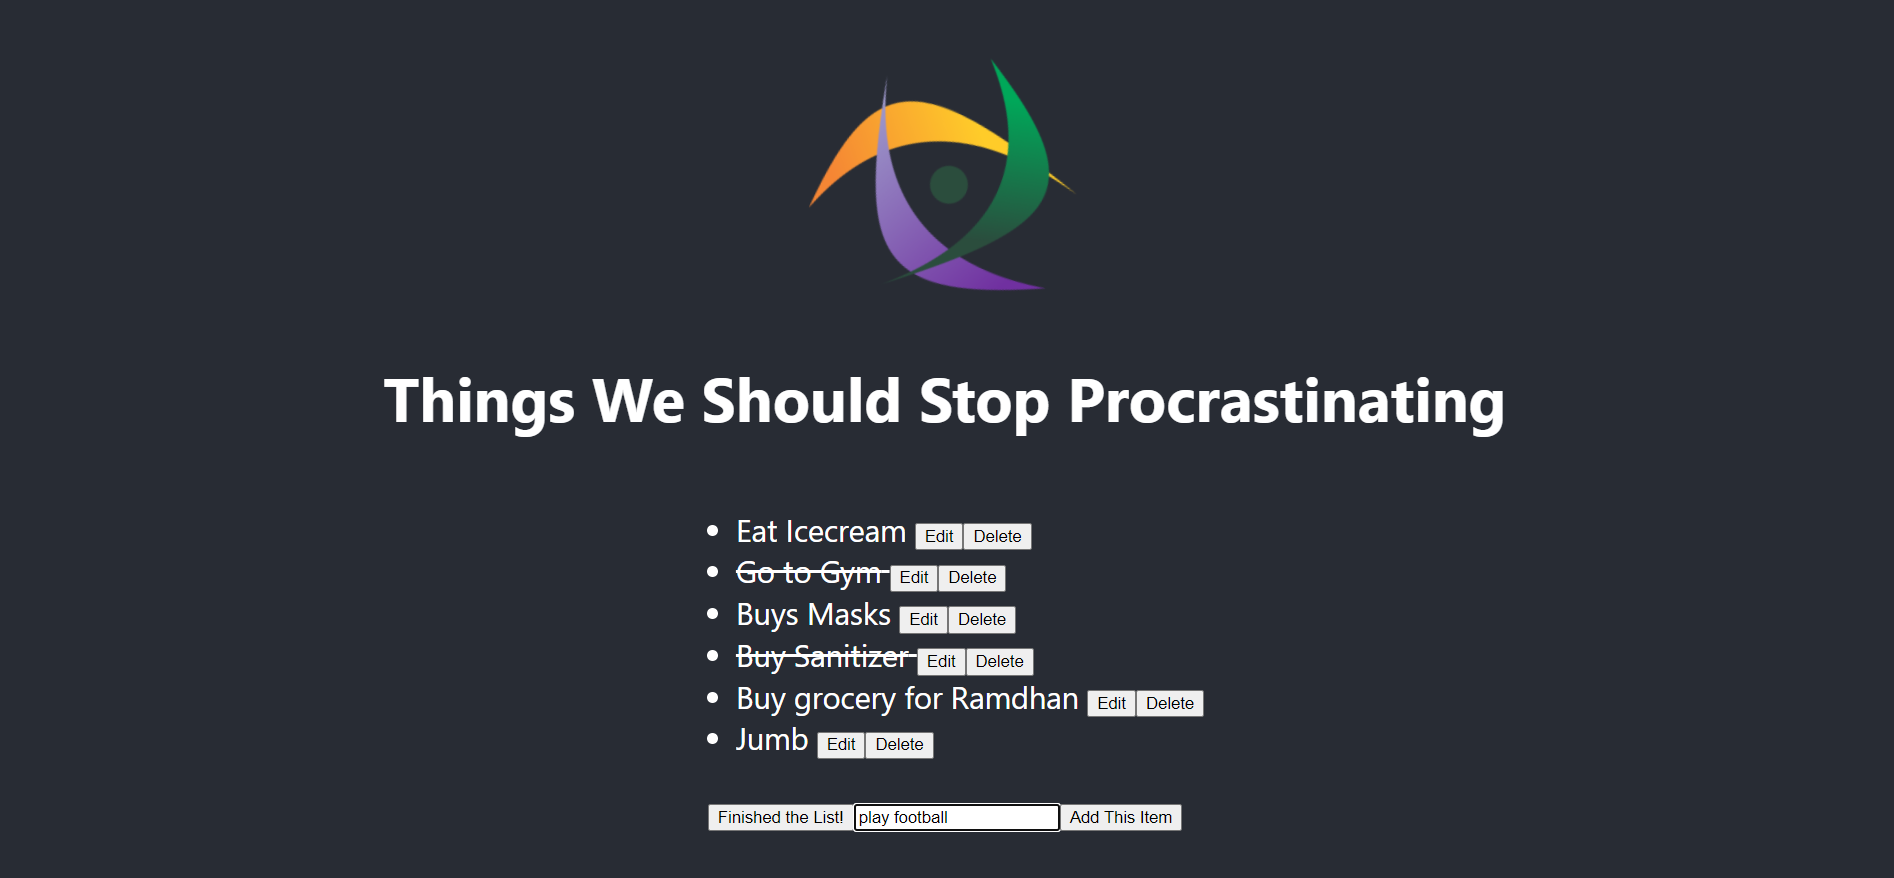 Things We Should Stop Procrastinating
Eat Icecream Edit Delete
Go to Gym Edit Delete
Buys Masks Edit Delete
Buy Sanitizer Edit Delete
Buy grocery for Ramdhan Edit Delete
Jumb Edit Delete
Finished the List! play football Add This Item